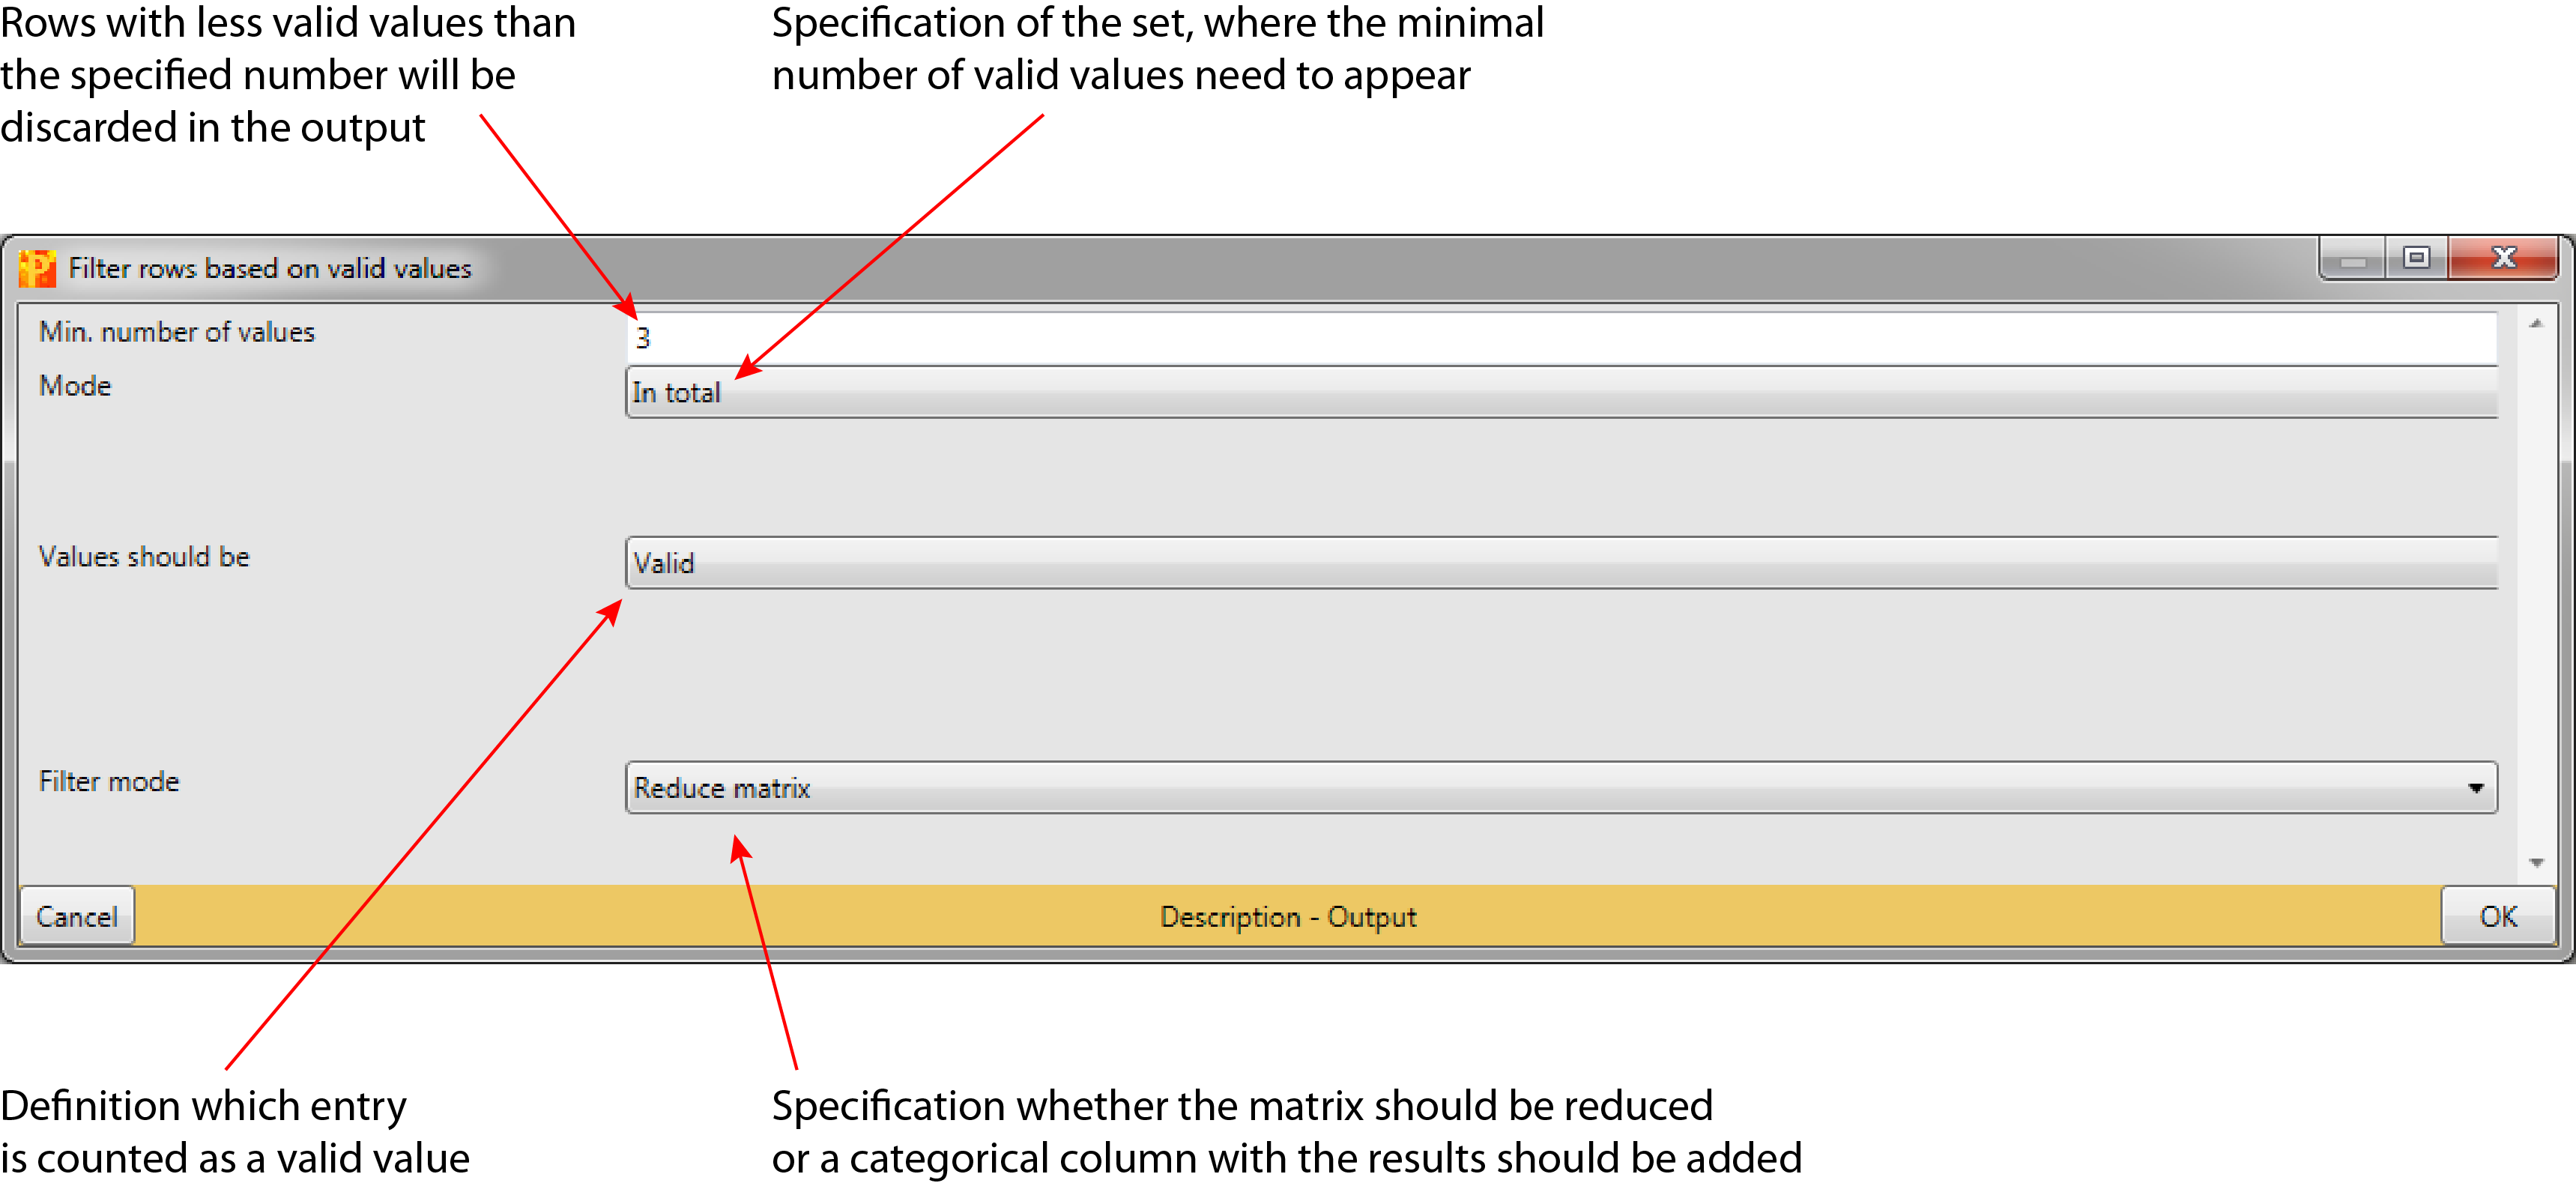 Rows with less valid values than
the specified number will be
discarded in the output
Specification of the set, where the minimal
number of valid values need to appear
P
Filter rows based on valid values
X
Min. number of values
3
Mode
In total
Values should be
Valid
Filter mode
Reduce matrix
Cancel
Description - Output
OK
Definition which entry
is counted as a valid value
Specification whether the matrix should be reduced
or a categorical column with the results should be added